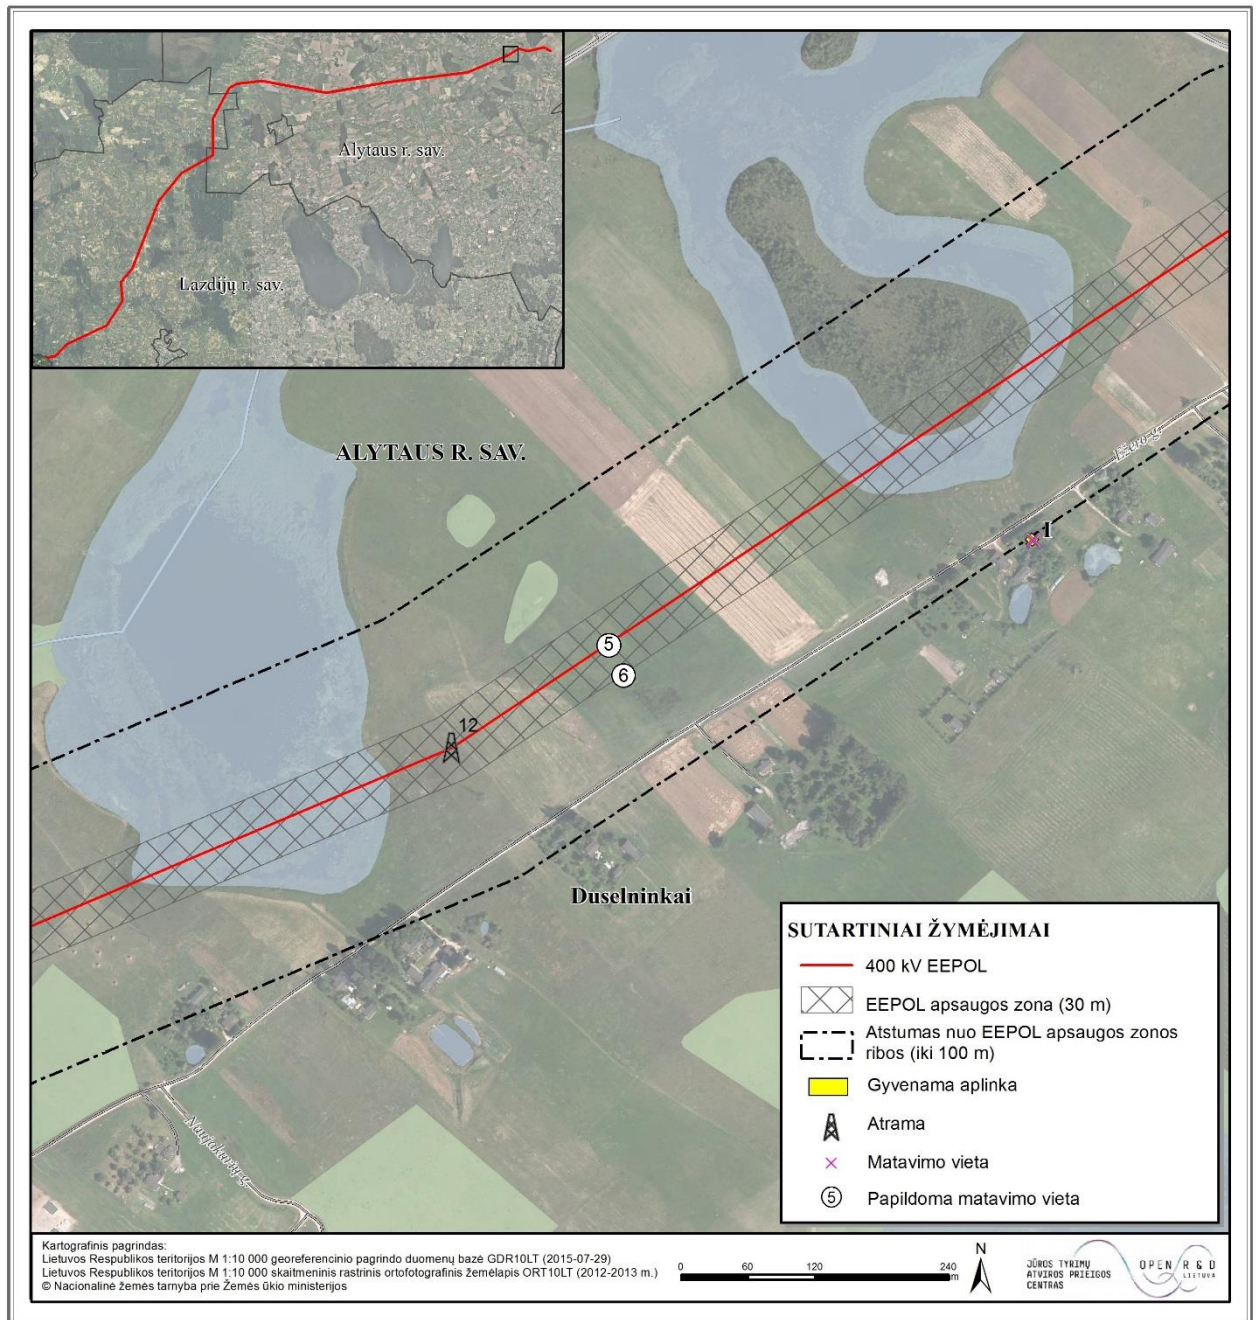 Alytaus r. sav.
Lazdijų r. sav.
ALYTAUS R. SAV.
Ežero g.
I
5
6
12
Duselninkai
Naujakurių g.
SUTARTINIAI ŽYMĖJIMAI
400 kV EEPOL
EEPOL apsaugos zona (30 m)
Atstumas nuo EEPOL apsaugos zonos
ribos (iki 100 m)
Gyvenama aplinka
Atrama
Matavimo vieta
5 Papildoma matavimo vieta
Kartografinis pagrindas:
Lietuvos Respublikos teritorijos M 1:10 000 georeferencinio pagrindo duomenų bazė GDR10LT (2015-07-29)
Lietuvos Respublikos teritorijos M 1:10 000 skaitmeninis rastrinis ortofotografinis žemėlapis ORT10LT (2012-2013 m.)
© Nacionalinė žemės tarnyba prie Žemės ūkio ministerijos
0 60 120 240
m
N
JŪROS TYRIMŲ
ATVIROS PRIEIGOS
CENTRAS
OPEN R & D
LIETUVA